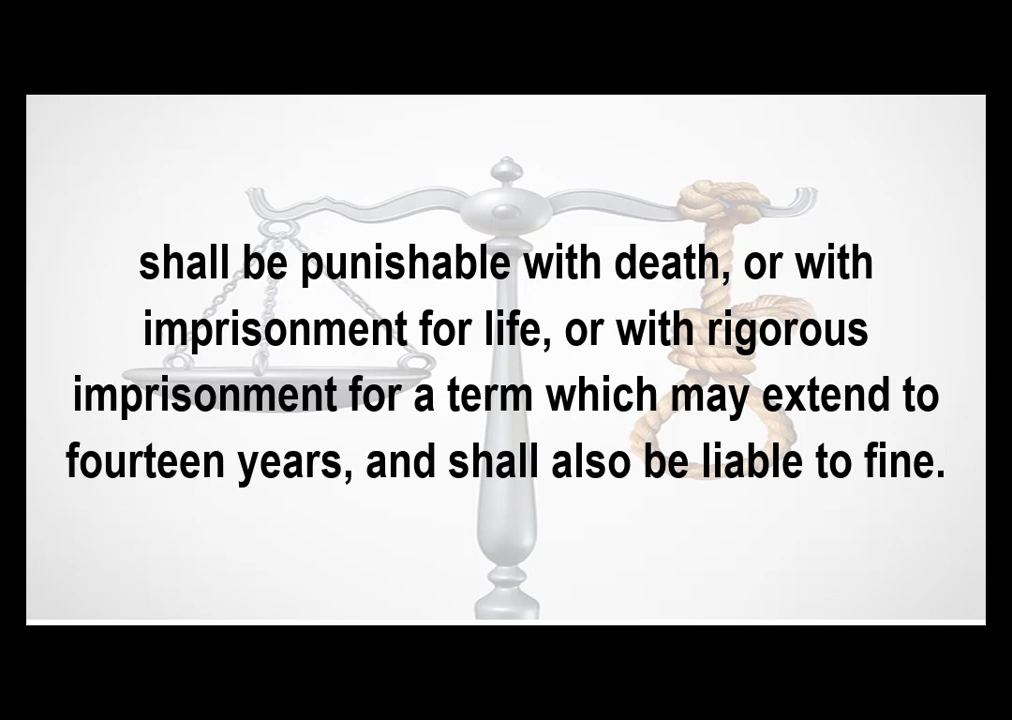 shall be punishable with death, or with
imprisonment for life, or with rigorous
imprisonment for a term which may extend to
fourteen years, and shall also be liable to fine.